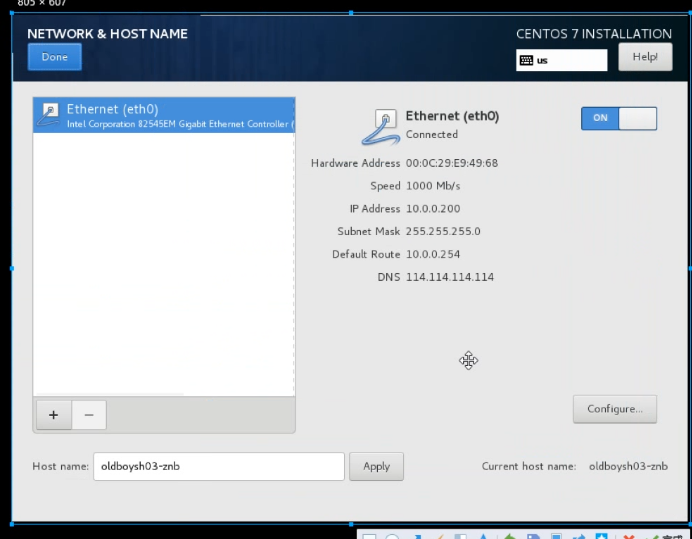 805 × 607
NETWORK & HOST NAME
CENTOS 7 INSTALLATION
Done
us
Help!
Ethernet (eth0)
Intel Corporation 82545EM Gigabit Ethernet Controller (
Ethernet (eth0)
Connected
ON
Hardware Address 00:0C:29:E9:49:68
Speed 1000 Mb/s
IP Address 10.0.0.200
Subnet Mask 255.255.255.0
Default Route 10.0.0.254
DNS 114.114.114.114
+ −
Configure...
Host name: oldboysh03-znb
Apply
Current host name: oldboysh03-znb
完成